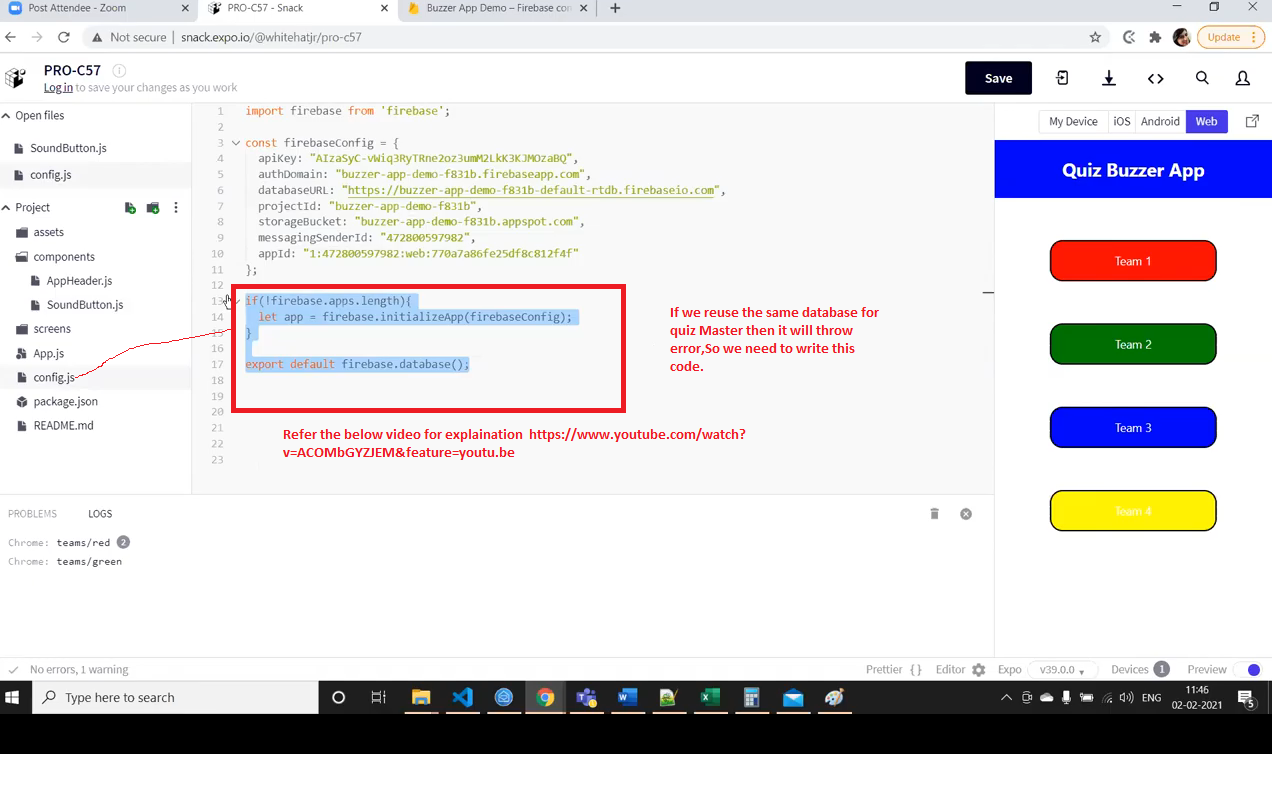 Post Attendee - Zoom
PRO-C57 - Snack
Buzzer App Demo – Firebase con
Not secure | snack.expo.io/@whitehatjr/pro-c57
Update
PRO-C57
Log in to save your changes as you work
Save
Open files
SoundButton.js
config.js
Project
assets
components
AppHeader.js
SoundButton.js
screens
App.js
config.js
package.json
README.md
1 import firebase from 'firebase';
2
3 const firebaseConfig = {
4 apiKey: "AIzaSyC-vWiq3RyTRne2oz3umM2LkK3KJMOzaBQ",
5 authDomain: "buzzer-app-demo-f831b.firebaseapp.com",
6 databaseURL: "https://buzzer-app-demo-f831b-default-rtdb.firebaseio.com",
7 projectId: "buzzer-app-demo-f831b",
8 storageBucket: "buzzer-app-demo-f831b.appspot.com",
9 messagingSenderId: "472800597982",
10 appId: "1:472800597982:web:770a7a86fe25df8c812f4f"
11 };
12
13 if(!firebase.apps.length){
14 let app = firebase.initializeApp(firebaseConfig);
15 }
16
17 export default firebase.database();
18
19
20
21
22
23
If we reuse the same database for
quiz Master then it will throw
error,So we need to write this
code.
Refer the below video for explaination https://www.youtube.com/watch?
v=ACOMbGYZJEM&feature=youtu.be
My Device
iOS
Android
Web
Quiz Buzzer App
Team 1
Team 2
Team 3
Team 4
PROBLEMS
LOGS
Chrome: teams/red 2
Chrome: teams/green
No errors, 1 warning
Prettier { }
Editor
Expo
v39.0.0
Devices 1
Preview
Type here to search
ENG
11:46
02-02-2021
5